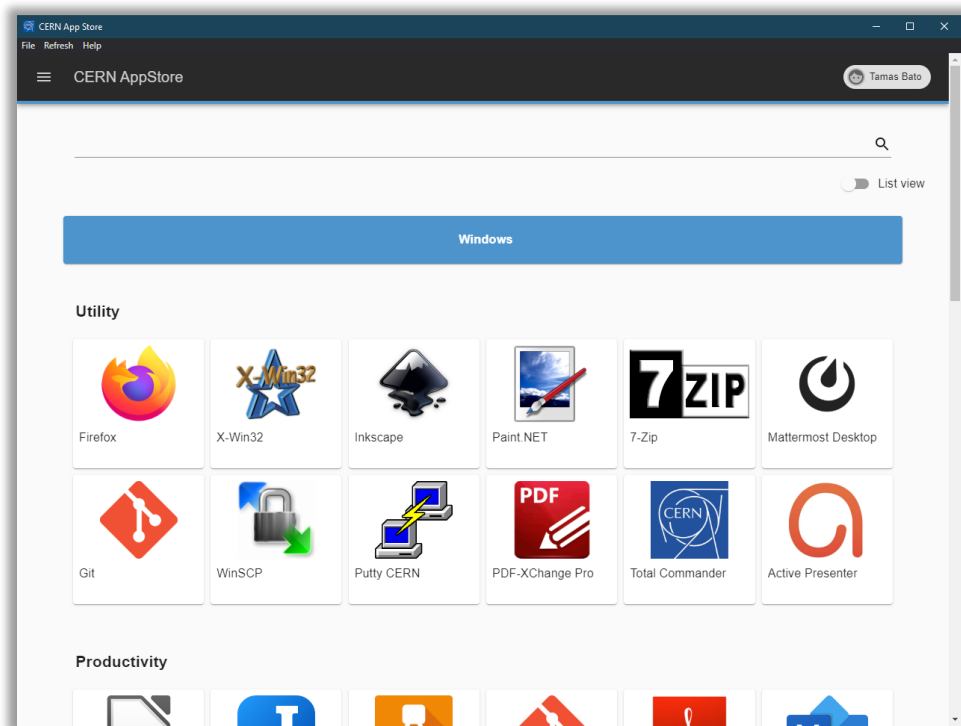 CERN App Store
File Refresh Help
CERN AppStore
Tamas Bato
List view
Windows
Utility
X-Win32
7 ZIP
Firefox X-Win32 Inkscape Paint.NET 7-Zip Mattermost Desktop
PDF
CERN
Git WinSCP Putty CERN PDF-XChange Pro Total Commander Active Presenter
Productivity